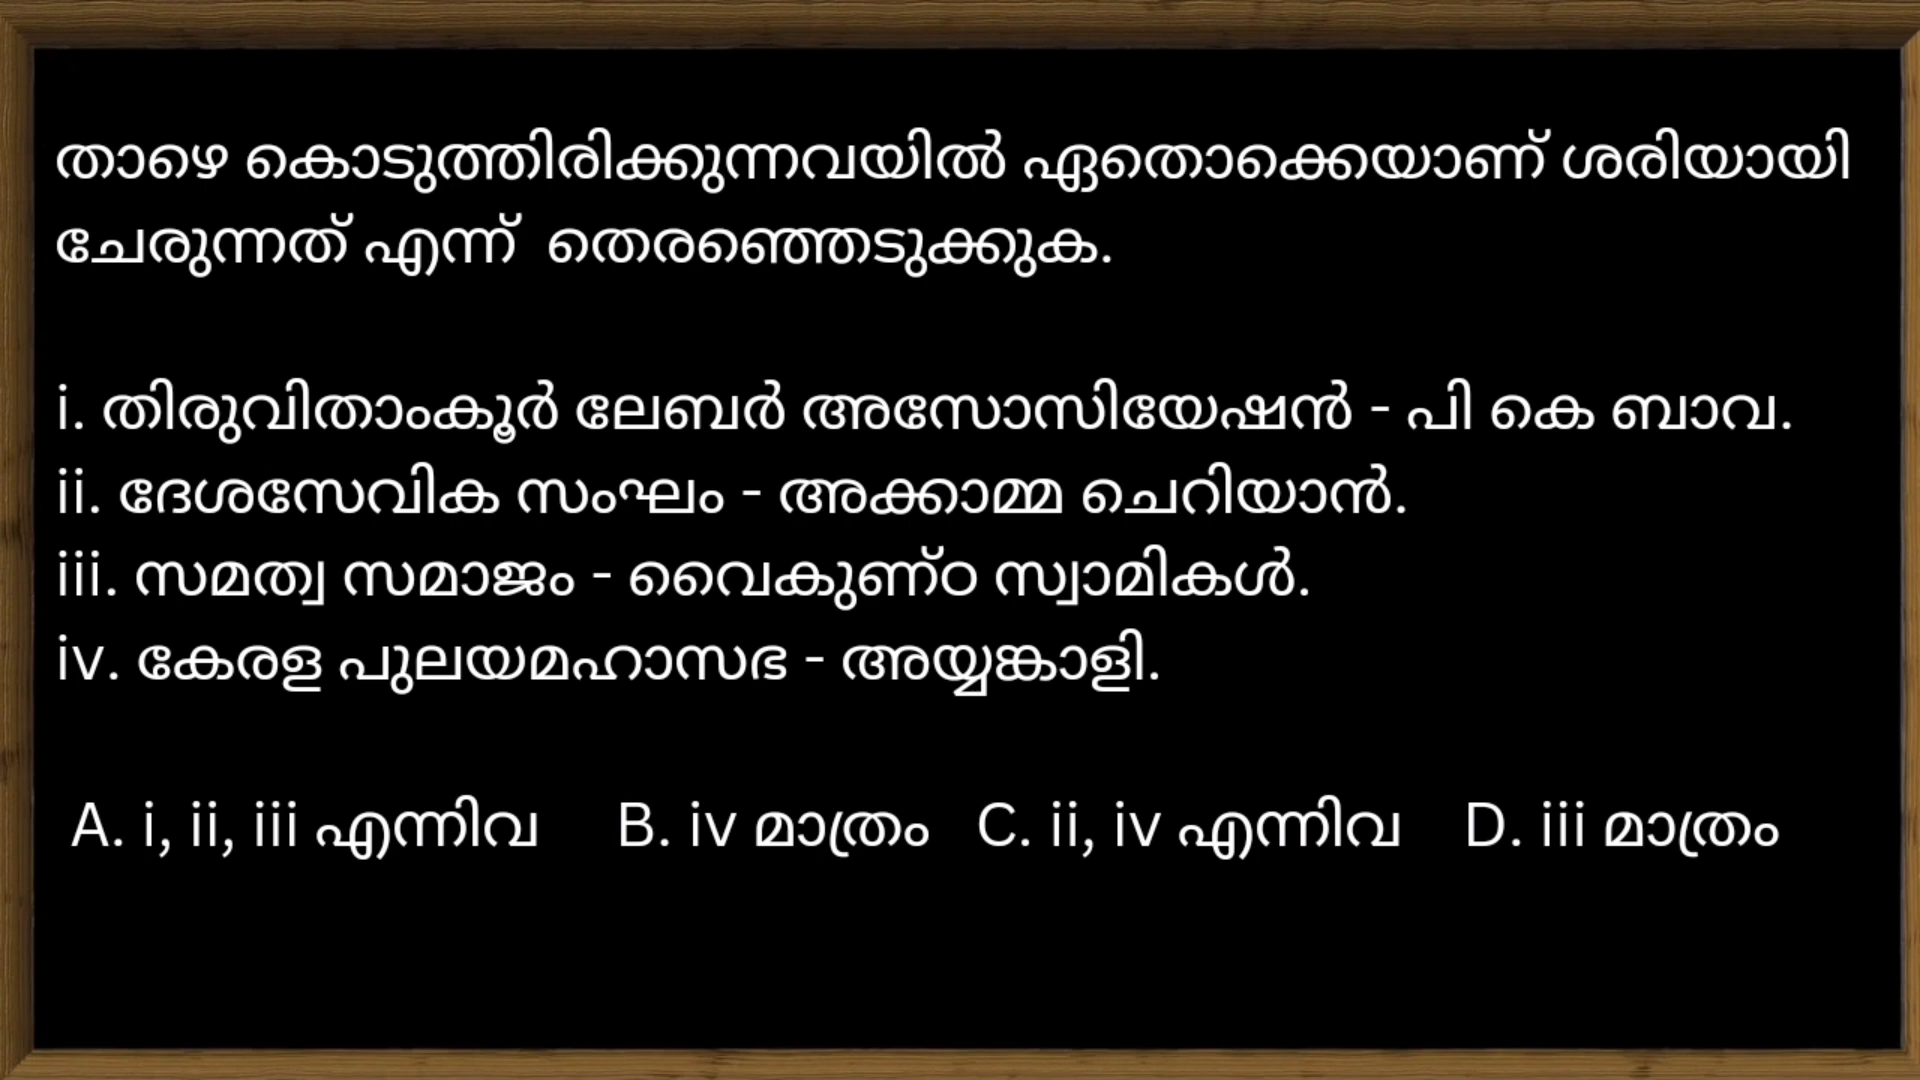 താഴെ കൊടുത്തിരിക്കുന്നവയിൽ ഏതൊക്കെയാണ് ശരിയായി
ചേരുന്നത് എന്ന് തെരഞ്ഞെടുക്കുക.
i. തിരുവിതാംകൂർ ലേബർ അസോസിയേഷൻ - പി കെ ബാവ.
ii. ദേശസേവിക സംഘം - അക്കാമ്മ ചെറിയാൻ.
iii. സമത്വ സമാജം - വൈകുണ്ഠ സ്വാമികൾ.
iv. കേരള പുലയമഹാസഭ - അയ്യങ്കാളി.
A. i, ii, iii എന്നിവ B. iv മാത്രം C. ii, iv എന്നിവ D. iii മാത്രം